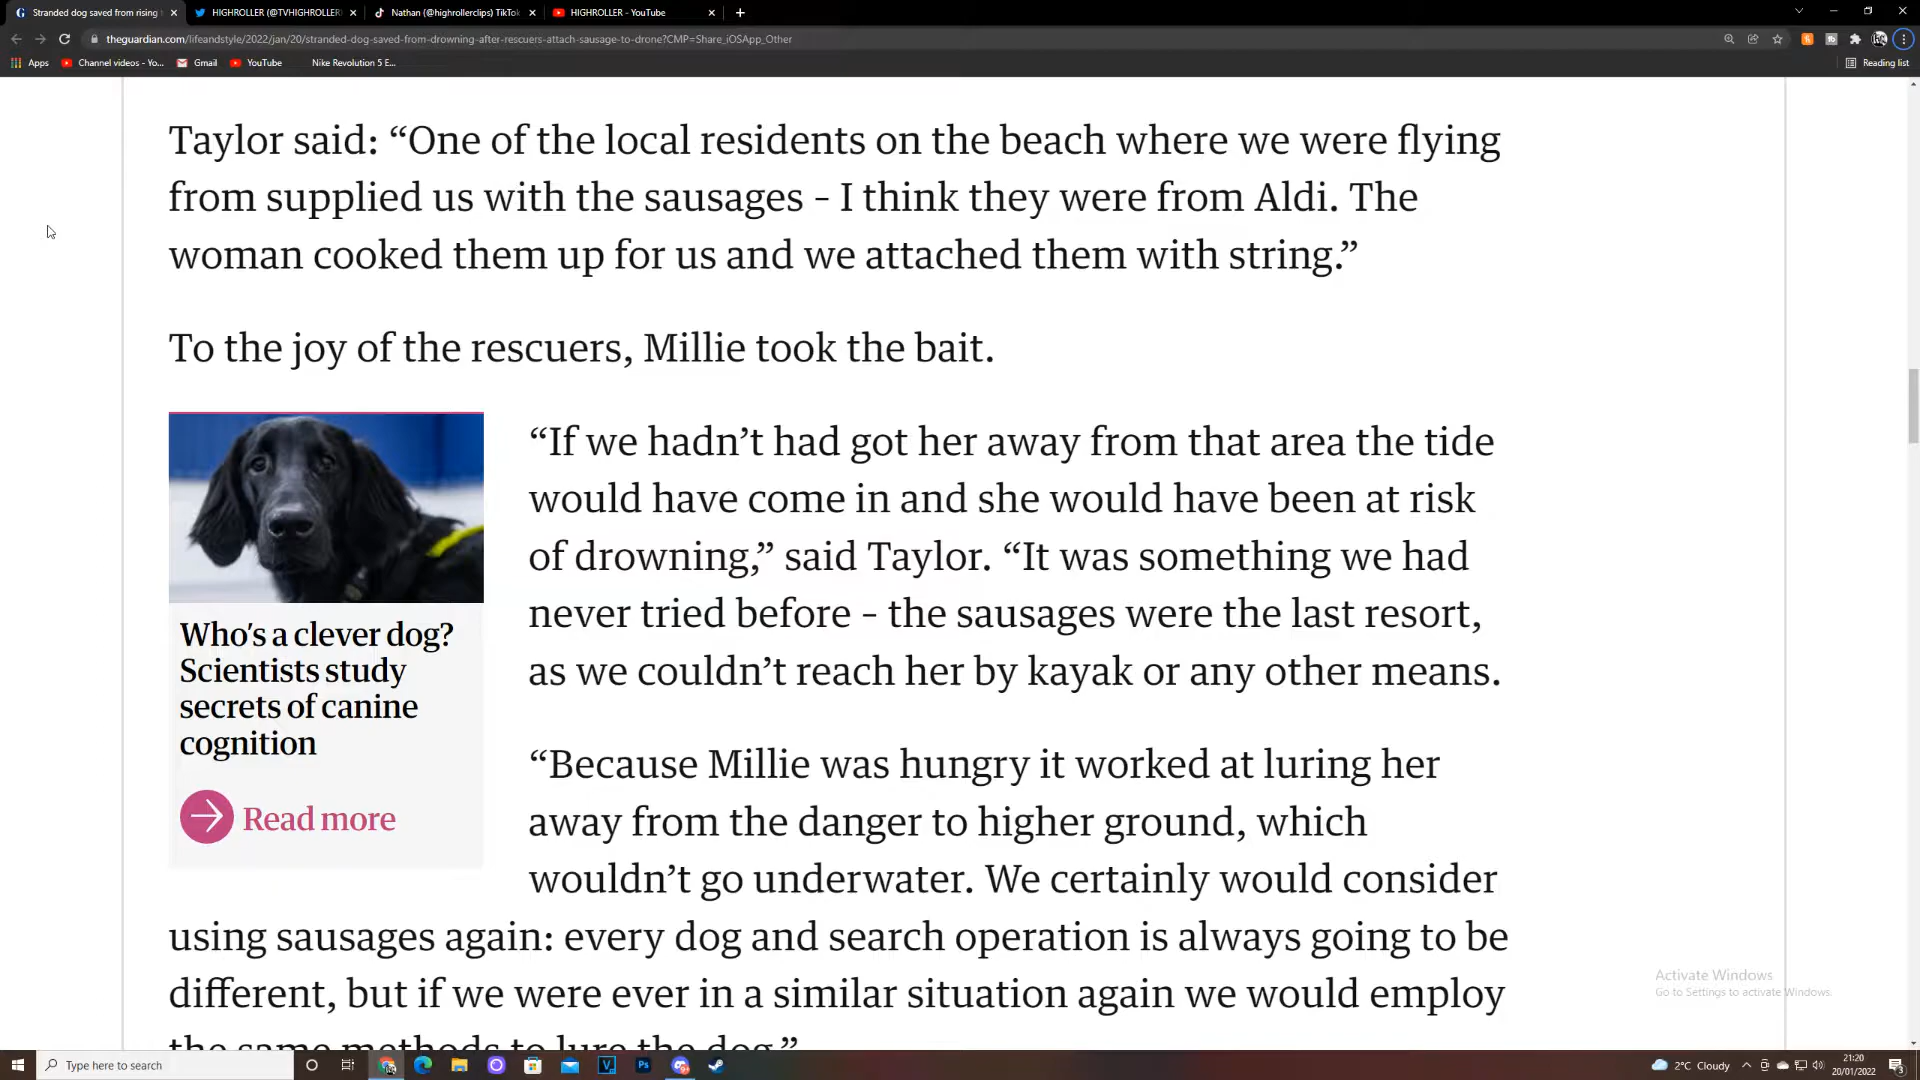 Stranded dog saved from rising t
HIGHROLLER (@TVHIGHROLLER
Nathan (@highrollerclips) TikTok
HIGHROLLER - YouTube
theguardian.com/lifeandstyle/2022/jan/20/stranded-dog-saved-from-drowning-after-rescuers-attach-sausage-to-drone?CMP=Share_iOSApp_Other
Apps
Channel videos - Yo...
Gmail
YouTube
Nike Revolution 5 E...
Reading list
Taylor said: “One of the local residents on the beach where we were flying
from supplied us with the sausages – I think they were from Aldi. The
woman cooked them up for us and we attached them with string.”
To the joy of the rescuers, Millie took the bait.
“If we hadn’t had got her away from that area the tide
would have come in and she would have been at risk
of drowning,” said Taylor. “It was something we had
never tried before – the sausages were the last resort,
as we couldn’t reach her by kayak or any other means.
Who’s a clever dog?
Scientists study
secrets of canine
cognition
Read more
“Because Millie was hungry it worked at luring her
away from the danger to higher ground, which
wouldn’t go underwater. We certainly would consider
using sausages again: every dog and search operation is always going to be
different, but if we were ever in a similar situation again we would employ
the same methods to lure the dog.”
Activate Windows
Go to Settings to activate Windows.
Type here to search
2°C Cloudy
21:20
20/01/2022